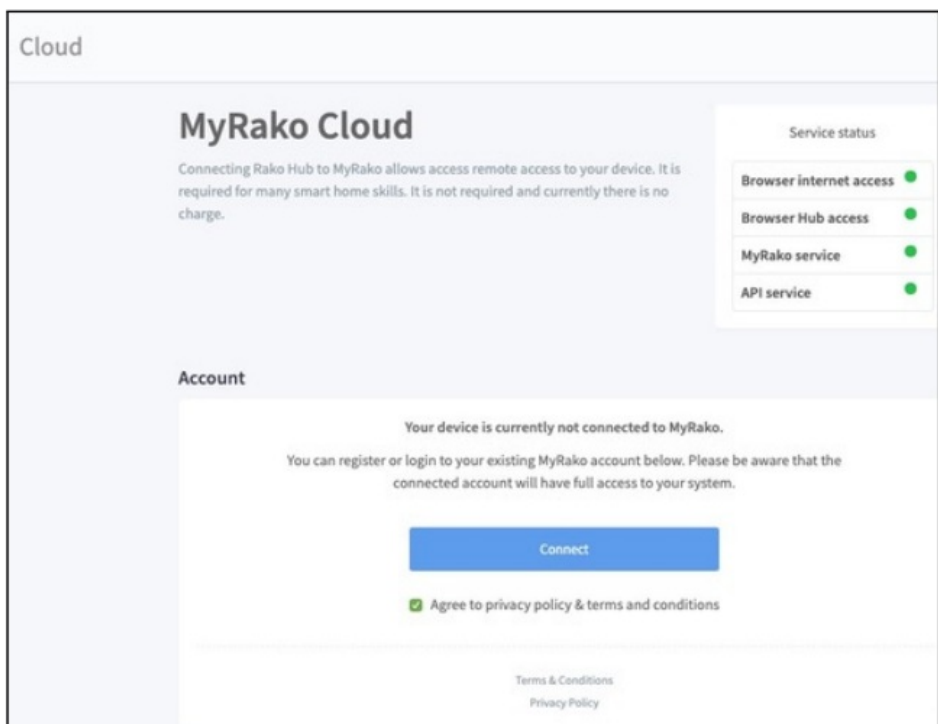 Cloud
MyRako Cloud
Connecting Rako Hub to MyRako allows access remote access to your device. It is
required for many smart home skills. It is not required and currently there is no
charge.
Service status
Browser internet access
Browser Hub access
MyRako service
API service
Account
Your device is currently not connected to MyRako.
You can register or login to your existing MyRako account below. Please be aware that the
connected account will have full access to your system.
Connect
Agree to privacy policy & terms and conditions
Terms & Conditions
Privacy Policy